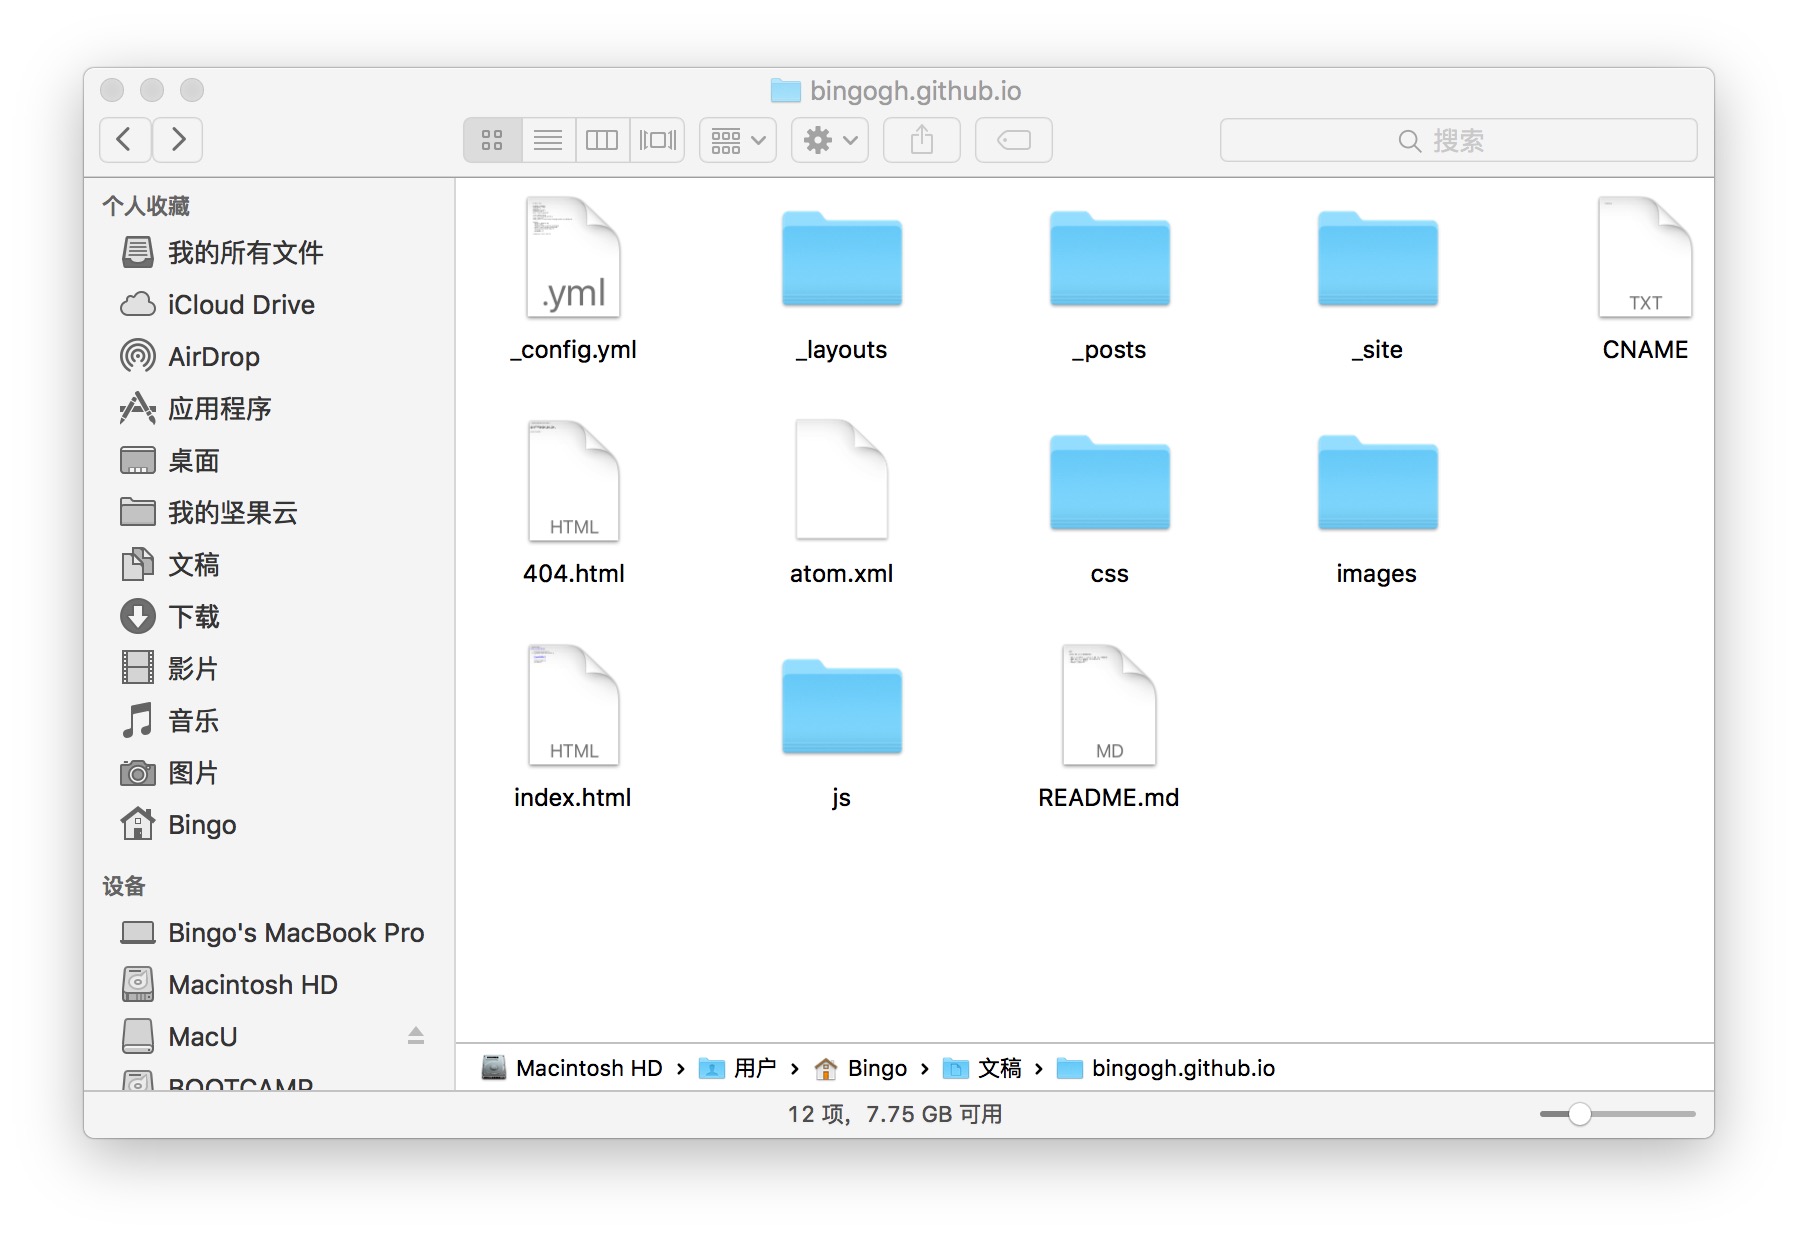 bingogh.github.io
搜索
个人收藏
我的所有文件
iCloud Drive
AirDrop
应用程序
桌面
我的坚果云
文稿
下载
影片
音乐
图片
Bingo
设备
Bingo's MacBook Pro
Macintosh HD
MacU
BOOTCAMP
.yml
TXT
_config.yml
_layouts
_posts
_site
CNAME
HTML
404.html
atom.xml
css
images
HTML
MD
index.html
js
README.md
Macintosh HD › 用户 › Bingo › 文稿 › bingogh.github.io
12 项，7.75 GB 可用